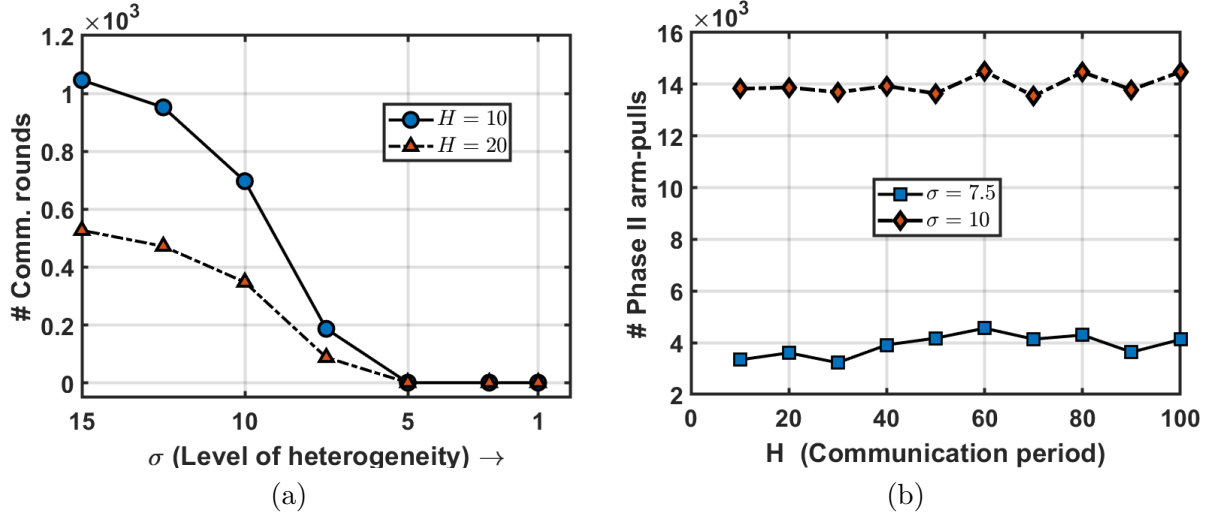 ×10³
1.2
1
0.8
0.6
0.4
0.2
0
# Comm. rounds
H = 10
H = 20
15 10 5 1
σ (Level of heterogeneity) →
(a)
×10³
16
14
12
10
8
6
4
2
# Phase II arm-pulls
σ = 7.5
σ = 10
0 20 40 60 80 100
H (Communication period)
(b)